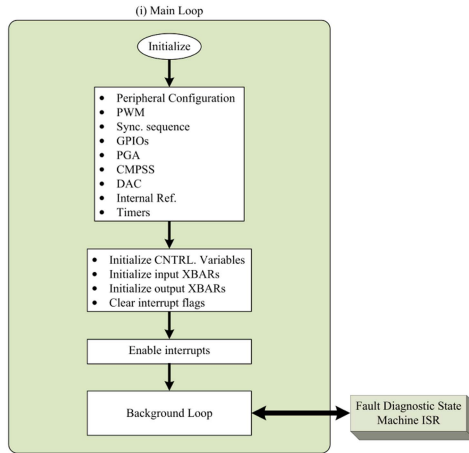 (i) Main Loop
Initialize
• Peripheral Configuration
• PWM
• Sync. sequence
• GPIOs
• PGA
• CMPSS
• DAC
• Internal Ref.
• Timers
• Initialize CNTRL. Variables
• Initialize input XBARs
• Initialize output XBARs
• Clear interrupt flags
Enable interrupts
Background Loop
Fault Diagnostic State
Machine ISR